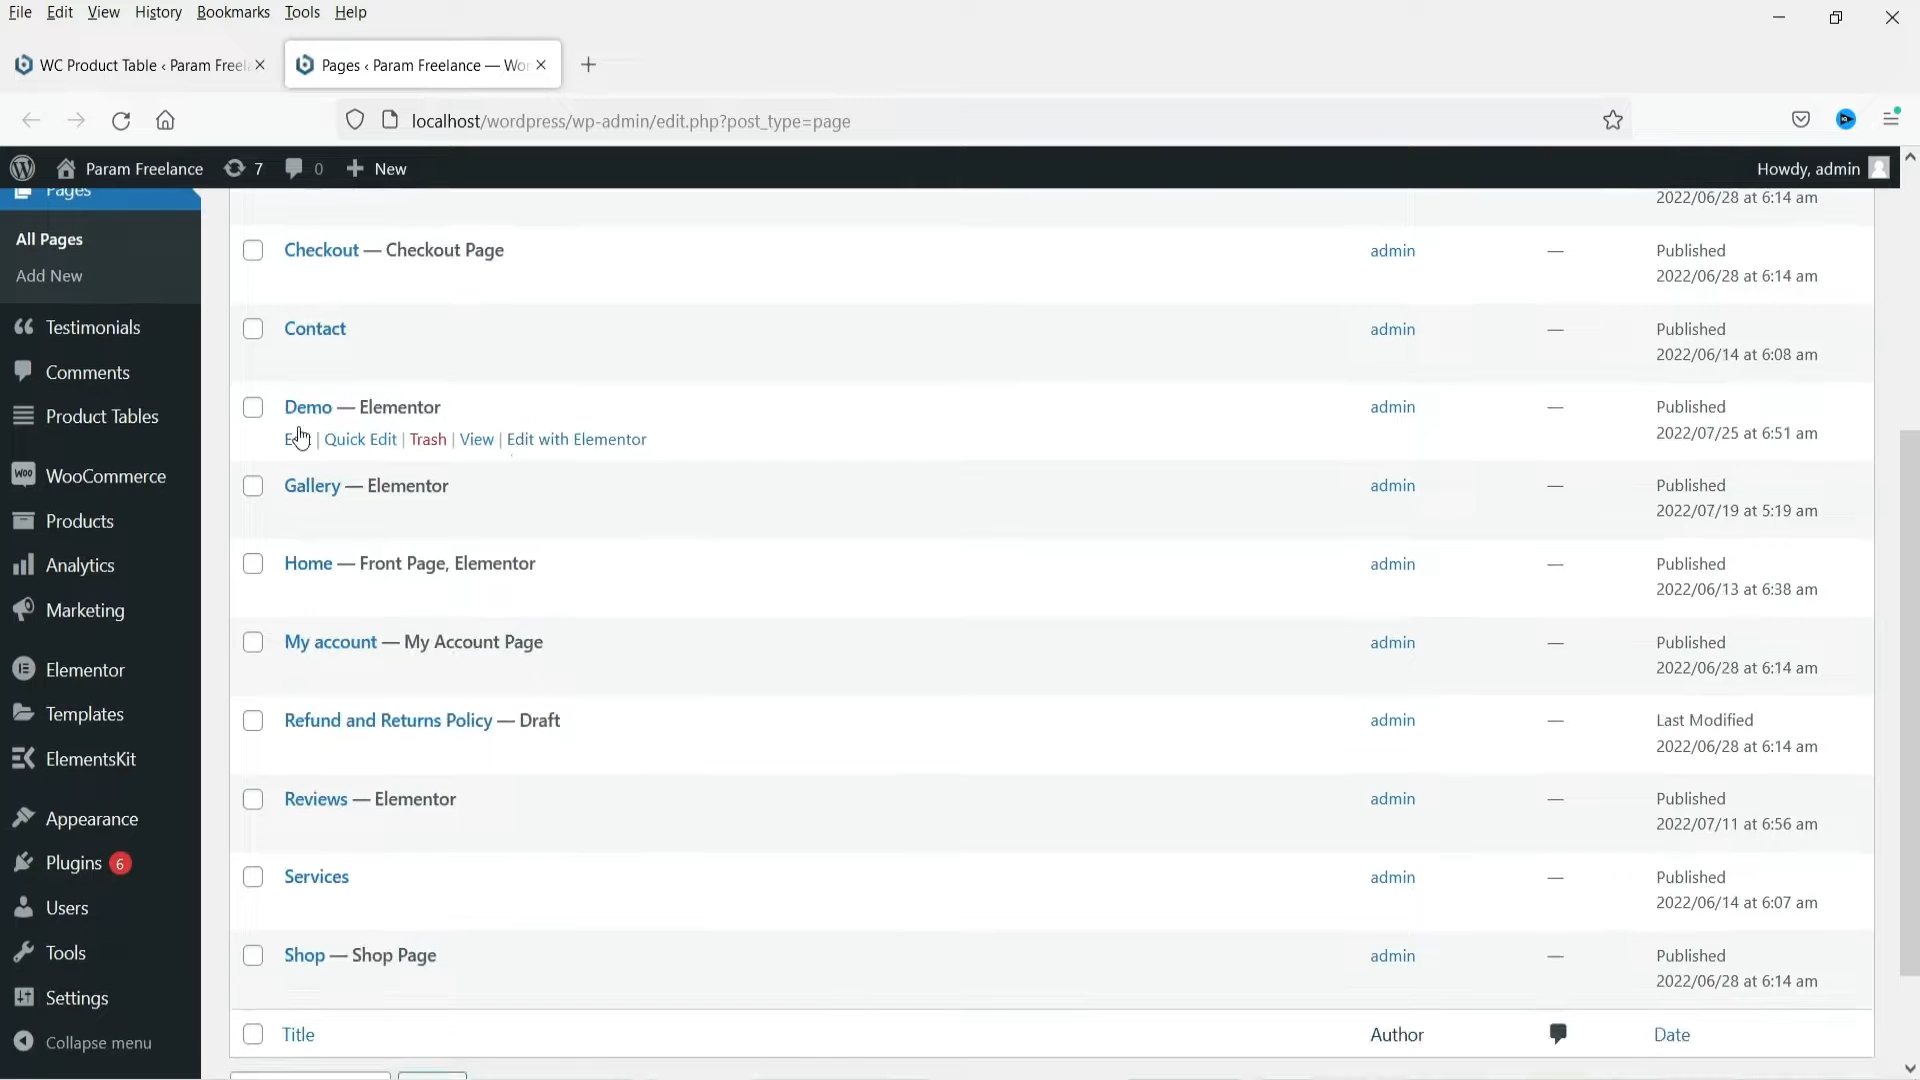 File Edit View History Bookmarks Tools Help
WC Product Table ‹ Param Freel
Pages ‹ Param Freelance — Wor
localhost/wordpress/wp-admin/edit.php?post_type=page
Param Freelance 7 0 New
Howdy, admin
Pages
All Pages
Add New
Testimonials
Comments
Product Tables
WooCommerce
Products
Analytics
Marketing
Elementor
Templates
ElementsKit
Appearance
Plugins 6
Users
Tools
Settings
Collapse menu
2022/06/28 at 6:14 am
Checkout — Checkout Page admin — Published
2022/06/28 at 6:14 am
Contact admin — Published
2022/06/14 at 6:08 am
Demo — Elementor admin — Published
Quick Edit | Trash | View | Edit with Elementor 2022/07/25 at 6:51 am
Gallery — Elementor admin — Published
2022/07/19 at 5:19 am
Home — Front Page, Elementor admin — Published
2022/06/13 at 6:38 am
My account — My Account Page admin — Published
2022/06/28 at 6:14 am
Refund and Returns Policy — Draft admin — Last Modified
2022/06/28 at 6:14 am
Reviews — Elementor admin — Published
2022/07/11 at 6:56 am
Services admin — Published
2022/06/14 at 6:07 am
Shop — Shop Page admin — Published
2022/06/28 at 6:14 am
Title Author Date